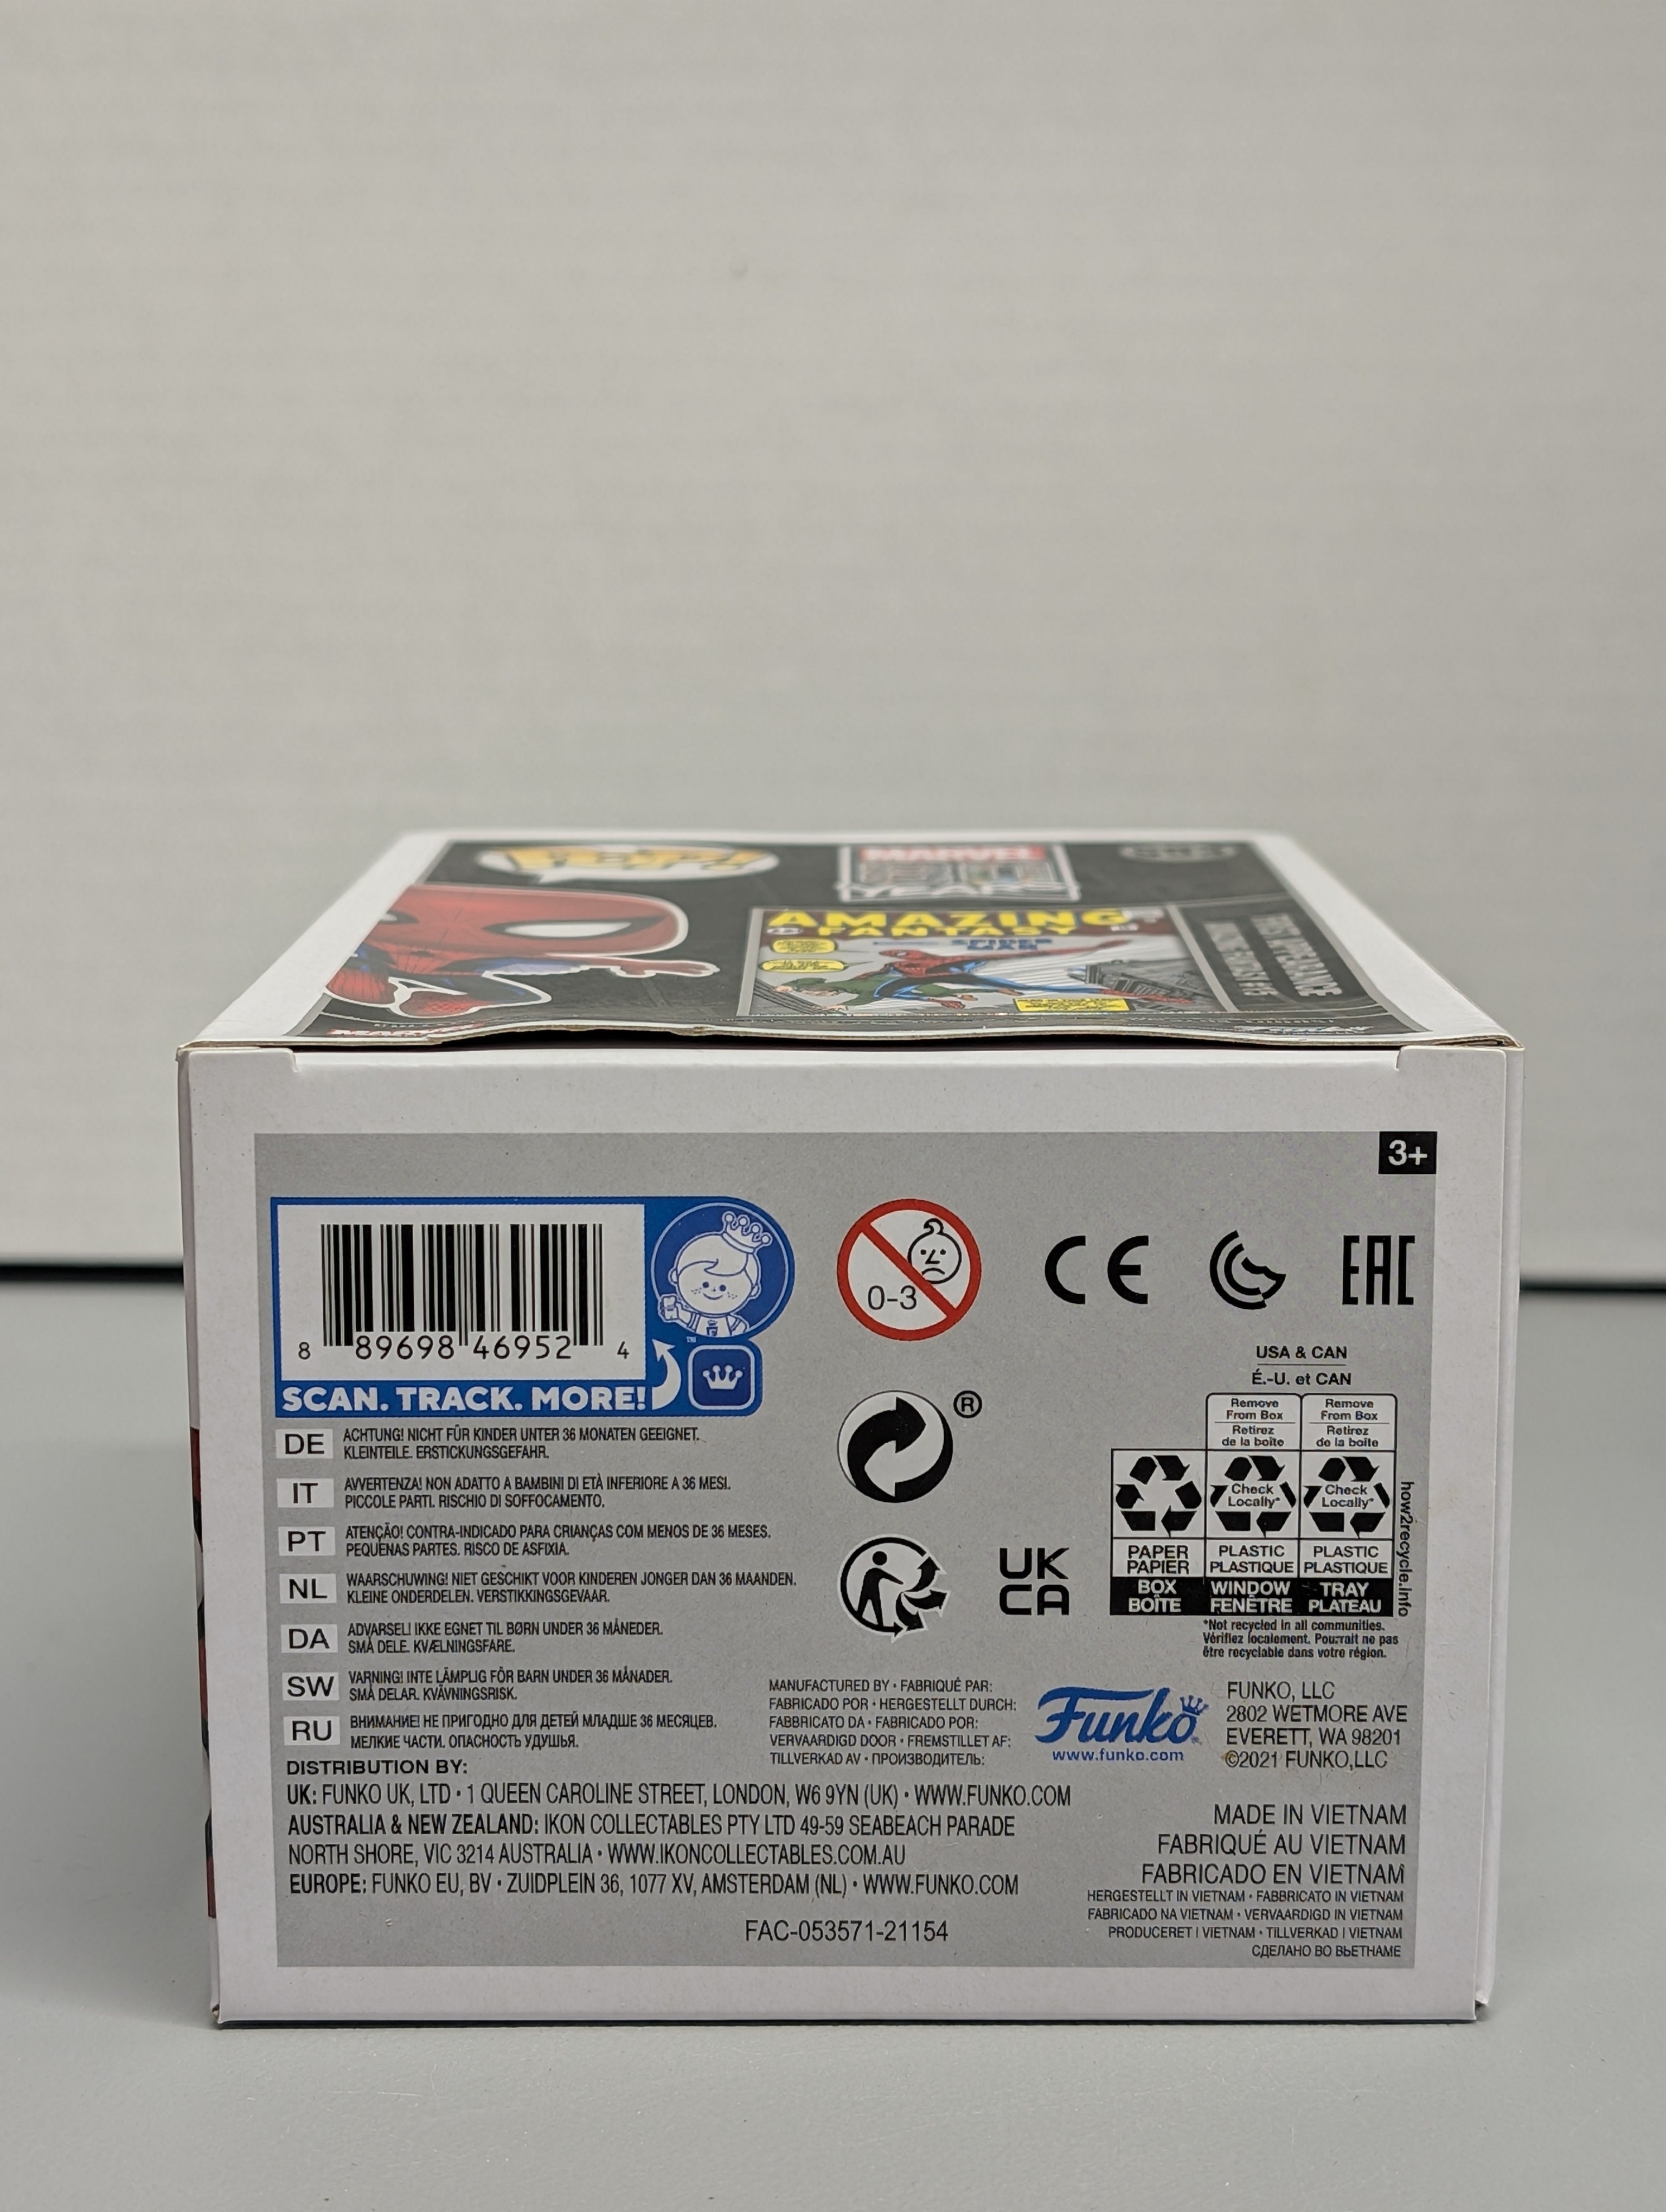 POP!
MARVEL
YEARS
AMAZING
FANTASY
SPIDER
MAN
FIRST APPEARANCE
AMAZING FANTASY #15
3+
8 89698 46952 4
SCAN. TRACK. MORE!
™
0-3
CE
EAC
®
UK
CA
USA & CAN
É.-U. et CAN
Remove From Box Retirez de la boîte
Remove From Box Retirez de la boîte
Check Locally*
Check Locally*
PAPER PAPIER
PLASTIC PLASTIQUE
PLASTIC PLASTIQUE
BOX BOÎTE
WINDOW FENÊTRE
TRAY PLATEAU
how2recycle.info
*Not recycled in all communities.
Vérifiez localement. Pourrait ne pas
être recyclable dans votre région.
DE ACHTUNG! NICHT FÜR KINDER UNTER 36 MONATEN GEEIGNET.
KLEINTEILE. ERSTICKUNGSGEFAHR.
IT AVVERTENZA! NON ADATTO A BAMBINI DI ETÀ INFERIORE A 36 MESI.
PICCOLE PARTI. RISCHIO DI SOFFOCAMENTO.
PT ATENÇÃO! CONTRA-INDICADO PARA CRIANÇAS COM MENOS DE 36 MESES.
PEQUENAS PARTES. RISCO DE ASFIXIA.
NL WAARSCHUWING! NIET GESCHIKT VOOR KINDEREN JONGER DAN 36 MAANDEN.
KLEINE ONDERDELEN. VERSTIKKINGSGEVAAR.
DA ADVARSEL! IKKE EGNET TIL BØRN UNDER 36 MÅNEDER.
SMÅ DELE. KVÆLNINGSFARE.
SW VARNING! INTE LÄMPLIG FÖR BARN UNDER 36 MÅNADER.
SMÅ DELAR. KVÄVNINGSRISK.
RU ВНИМАНИЕ! НЕ ПРИГОДНО ДЛЯ ДЕТЕЙ МЛАДШЕ 36 МЕСЯЦЕВ.
МЕЛКИЕ ЧАСТИ. ОПАСНОСТЬ УДУШЬЯ.
MANUFACTURED BY • FABRIQUÉ PAR:
FABRICADO POR • HERGESTELLT DURCH:
FABBRICATO DA • FABRICADO POR:
VERVAARDIGD DOOR • FREMSTILLET AF:
TILLVERKAD AV • ПРОИЗВОДИТЕЛЬ:
Funko
www.funko.com
FUNKO, LLC
2802 WETMORE AVE
EVERETT, WA 98201
©2021 FUNKO,LLC
DISTRIBUTION BY:
UK: FUNKO UK, LTD • 1 QUEEN CAROLINE STREET, LONDON, W6 9YN (UK) • WWW.FUNKO.COM
AUSTRALIA & NEW ZEALAND: IKON COLLECTABLES PTY LTD 49-59 SEABEACH PARADE
NORTH SHORE, VIC 3214 AUSTRALIA • WWW.IKONCOLLECTABLES.COM.AU
EUROPE: FUNKO EU, BV • ZUIDPLEIN 36, 1077 XV, AMSTERDAM (NL) • WWW.FUNKO.COM
FAC-053571-21154
MADE IN VIETNAM
FABRIQUÉ AU VIETNAM
FABRICADO EN VIETNAM
HERGESTELLT IN VIETNAM • FABBRICATO IN VIETNAM
FABRICADO NA VIETNAM • VERVAARDIGD IN VIETNAM
PRODUCERET I VIETNAM • TILLVERKAD I VIETNAM
СДЕЛАНО ВО ВЬЕТНАМЕ